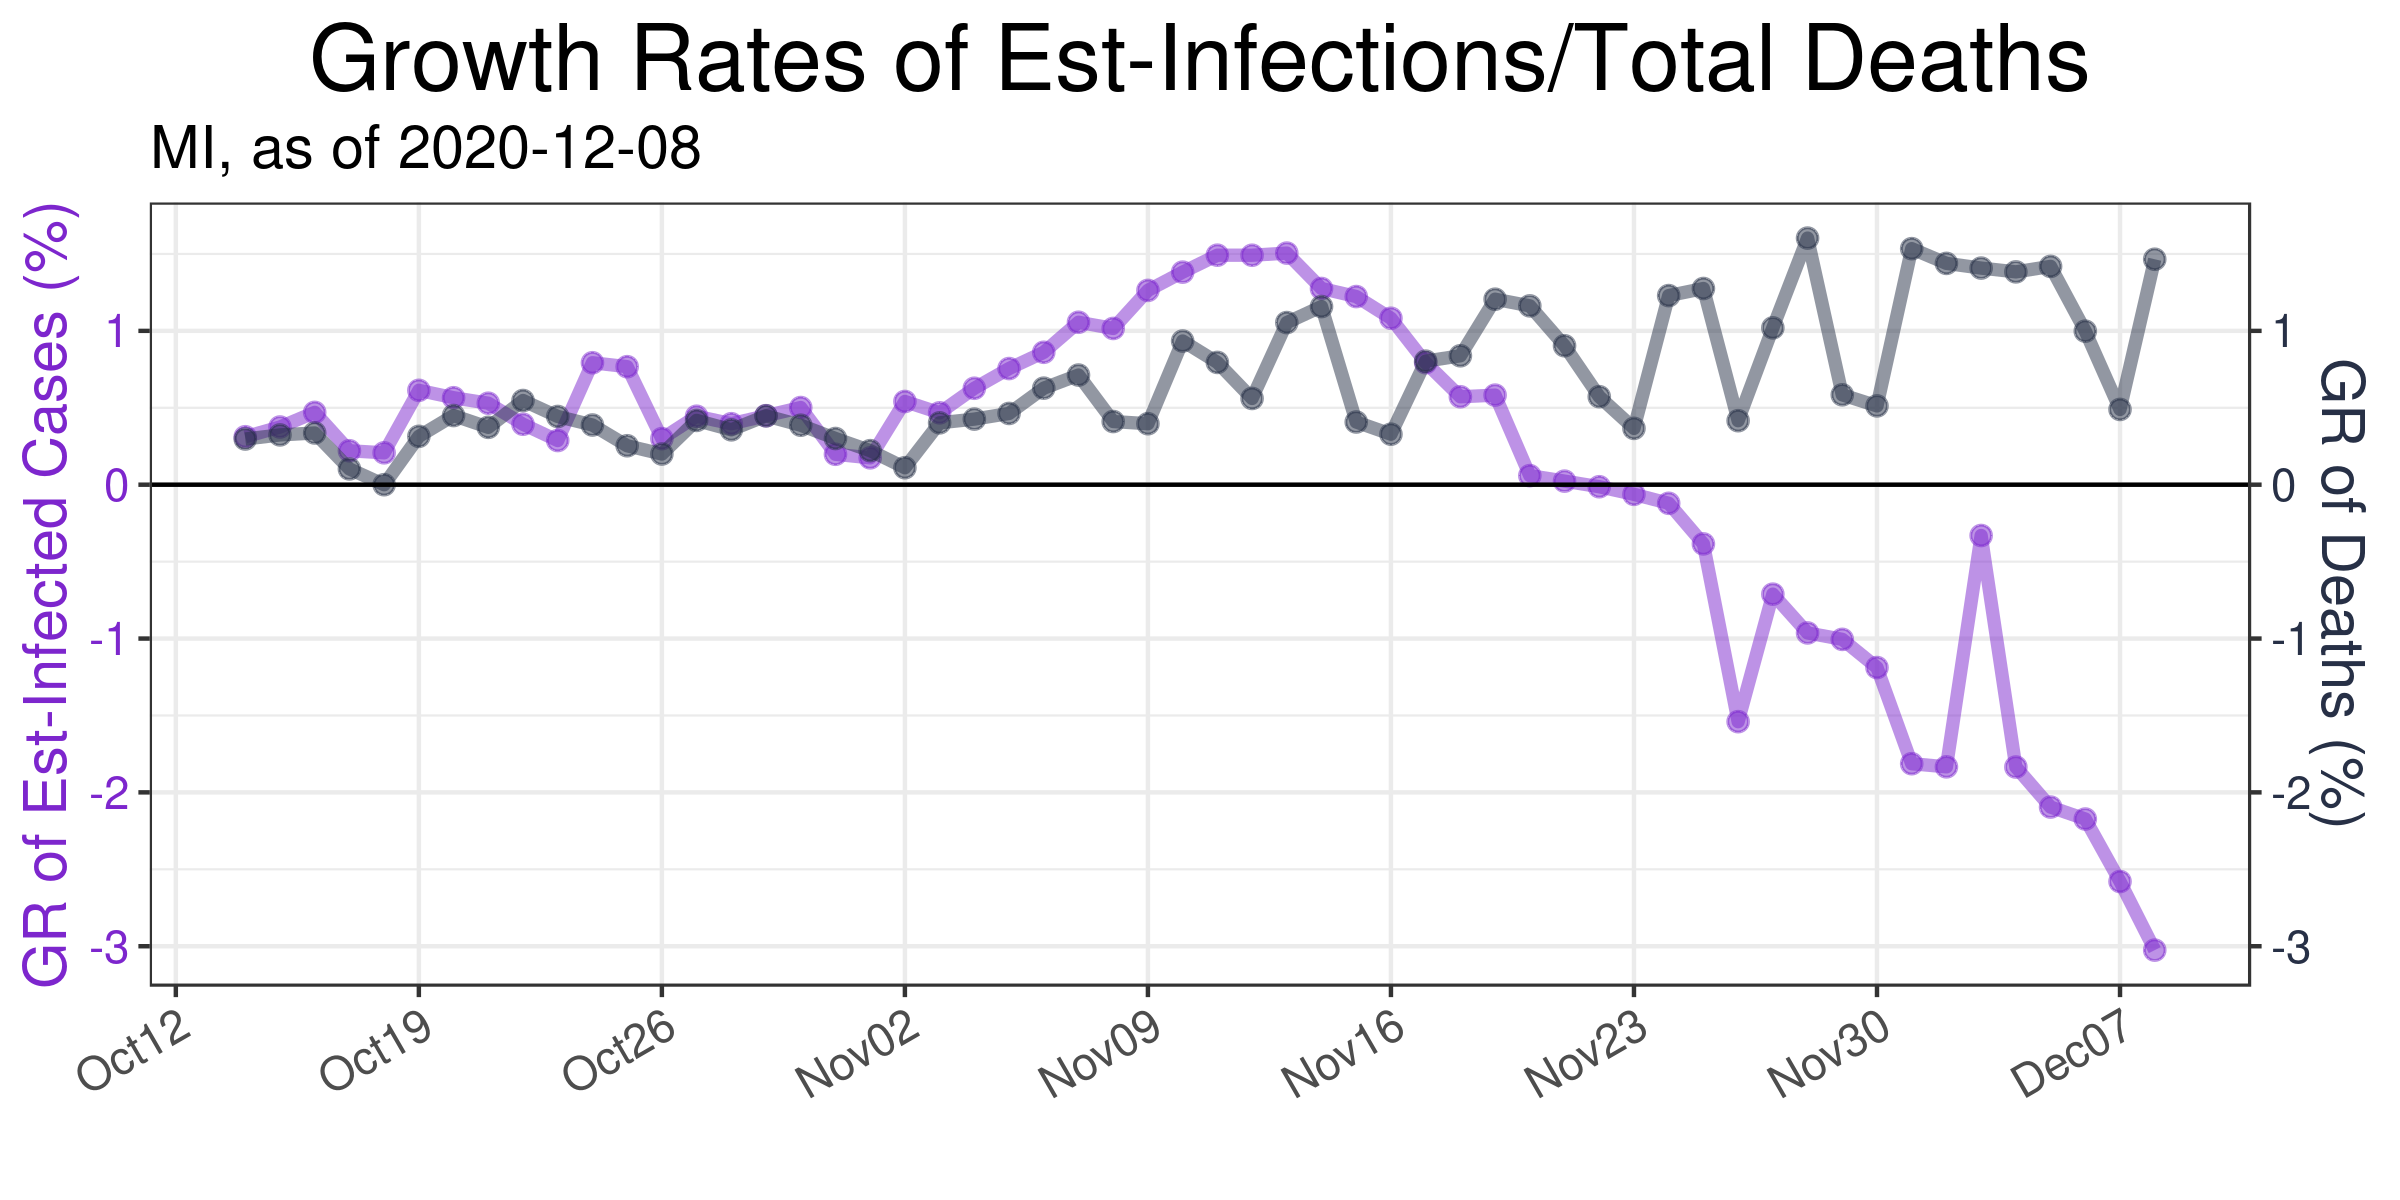 Growth Rates of Est-Infections/Total Deaths
MI, as of 2020-12-08
GR of Est-Infected Cases (%)
1
0
-1
-2
-3
1
0
-1
-2
-3
GR of Deaths (%)
Oct12
Oct19
Oct26
Nov02
Nov09
Nov16
Nov23
Nov30
Dec07